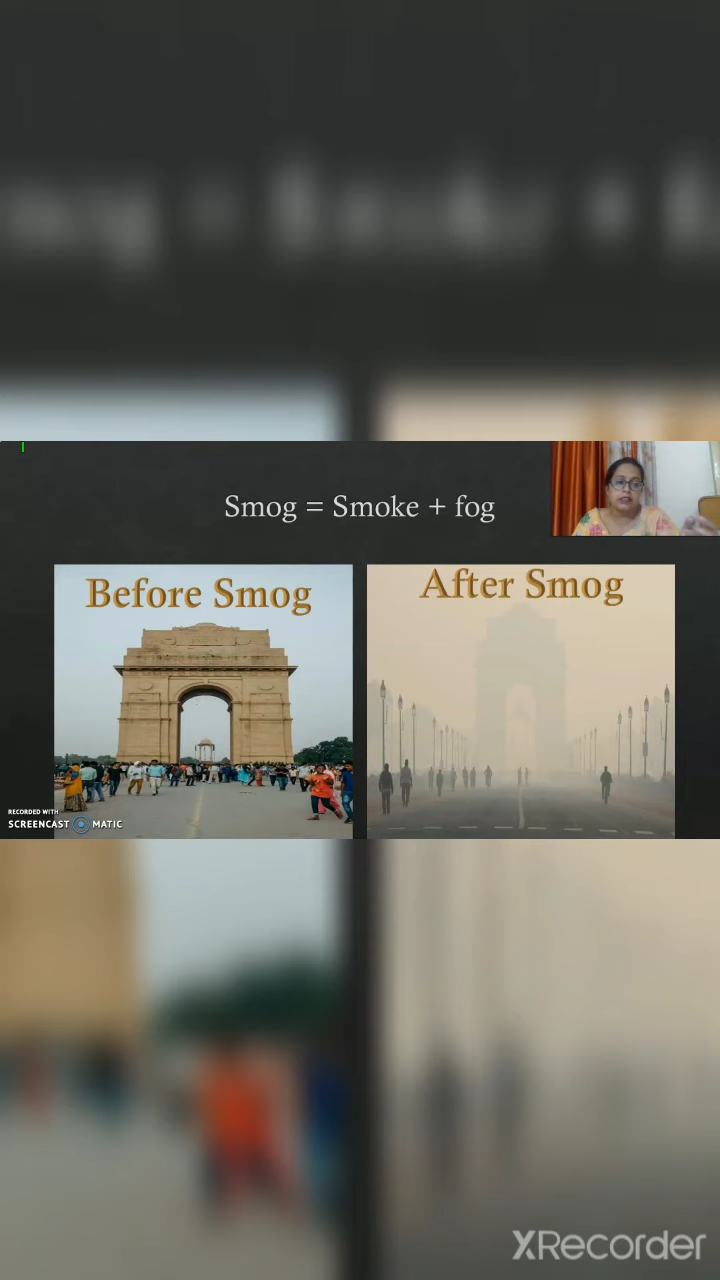 Smog = Smoke + fog
Before Smog
After Smog
RECORDED WITH
SCREENCAST MATIC
XRecorder